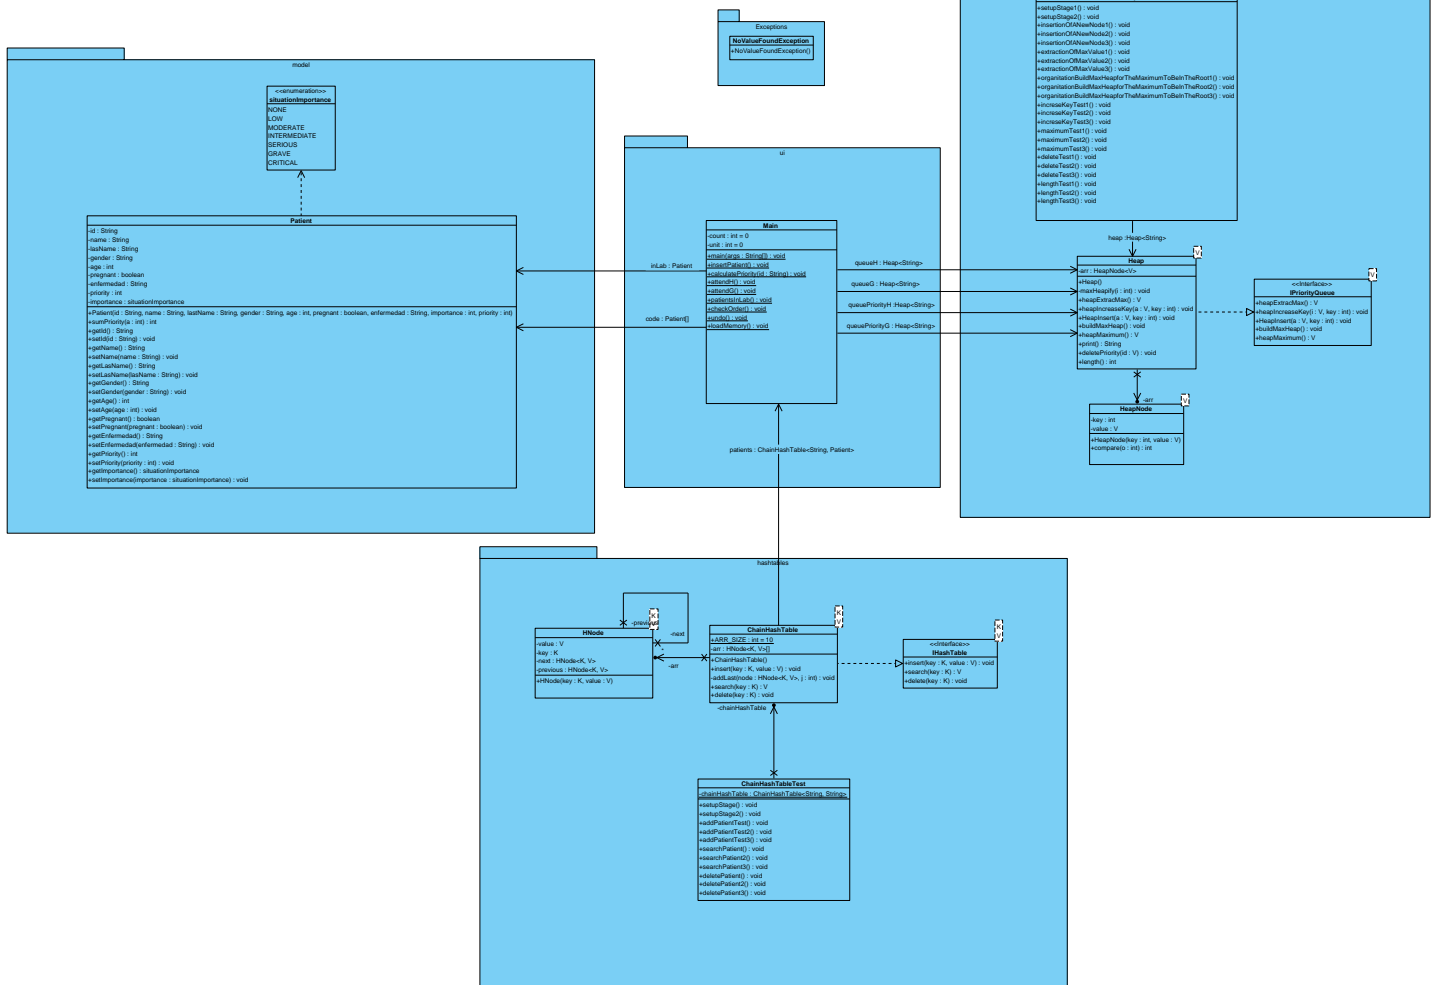 Exceptions
NoValueFoundException
+NoValueFoundException()
model
<<enumeration>>
situationImportance
NONE
LOW
MODERATE
INTERMEDIATE
SERIOUS
GRAVE
CRITICAL
Patient
-id : String
-name : String
-lasName : String
-gender : String
-age : int
-pregnant : boolean
-enfermedad : String
-priority : int
-importance : situationImportance
+Patient(id : String, name : String, lastName : String, gender : String, age : int, pregnant : boolean, enfermedad : String, importance : int, priority : int)
+sumPriority(a : int) : int
+getId() : String
+setId(id : String) : void
+getName() : String
+setName(name : String) : void
+getLasName() : String
+setLasName(lasName : String) : void
+getGender() : String
+setGender(gender : String) : void
+getAge() : int
+setAge(age : int) : void
+getPregnant() : boolean
+setPregnant(pregnant : boolean) : void
+getEnfermedad() : String
+setEnfermedad(enfermedad : String) : void
+getPriority() : int
+setPriority(priority : int) : void
+getImportance() : situationImportance
+setImportance(importance : situationImportance) : void
ui
Main
-count : int = 0
-unit : int = 0
+main(args : String[]) : void
+insertPatient() : void
+calculatePriority(id : String) : void
+attendH() : void
+attendG() : void
+patientsInLab() : void
+checkOrder() : void
+undo() : void
+loadMemory() : void
inLab : Patient
code : Patient[]
queueH : Heap<String>
queueG : Heap<String>
queuePriorityH :Heap<String>
queuePriorityG : Heap<String>
patients : ChainHashTable<String, Patient>
+setupStage1() : void
+setupStage2() : void
+insertionOfANewNode1() : void
+insertionOfANewNode2() : void
+insertionOfANewNode3() : void
+extractionOfMaxValue1() : void
+extractionOfMaxValue2() : void
+extractionOfMaxValue3() : void
+organitationBuildMaxHeapforTheMaximumToBeInTheRoot1() : void
+organitationBuildMaxHeapforTheMaximumToBeInTheRoot2() : void
+organitationBuildMaxHeapforTheMaximumToBeInTheRoot3() : void
+increseKeyTest1() : void
+increseKeyTest2() : void
+increseKeyTest3() : void
+maximumTest1() : void
+maximumTest2() : void
+maximumTest3() : void
+deleteTest1() : void
+deleteTest2() : void
+deleteTest3() : void
+lengthTest1() : void
+lengthTest2() : void
+lengthTest3() : void
heap :Heap<String>
V
Heap
-arr : HeapNode<V>
+Heap()
-maxHeapify(i : int) : void
+heapExtracMax() : V
+heapIncreaseKey(a : V, key : int) : void
+HeapInsert(a : V, key : int) : void
+buildMaxHeap() : void
+heapMaximum() : V
+print() : String
+deletePriority(id : V) : void
+length() : int
V
<<Interface>>
IPriorityQueue
+heapExtracMax() : V
+heapIncreaseKey(i : V, key : int) : void
+HeapInsert(a : V, key : int) : void
+buildMaxHeap() : void
+heapMaximum() : V
-arr
V
HeapNode
-key : int
-value : V
+HeapNode(key : int, value : V)
+compare(o : int) : int
hashtables
-previous
-next
-arr
K
V
HNode
-value : V
-key : K
-next : HNode<K, V>
-previous : HNode<K, V>
+HNode(key : K, value : V)
K
V
ChainHashTable
+ARR_SIZE : int = 10
-arr : HNode<K, V>[]
+ChainHashTable()
+insert(key : K, value : V) : void
-addLast(node : HNode<K, V>, j : int) : void
+search(key : K) : V
+delete(key : K) : void
K
V
<<Interface>>
IHashTable
+insert(key : K, value : V) : void
+search(key : K) : V
+delete(key : K) : void
-chainHashTable
ChainHashTableTest
-chainHashTable : ChainHashTable<String, String>
+setupStage() : void
+setupStage2() : void
+addPatientTest() : void
+addPatientTest2() : void
+addPatientTest3() : void
+searchPatient() : void
+searchPatient2() : void
+searchPatient3() : void
+deletePatient() : void
+deletePatient2() : void
+deletePatient3() : void